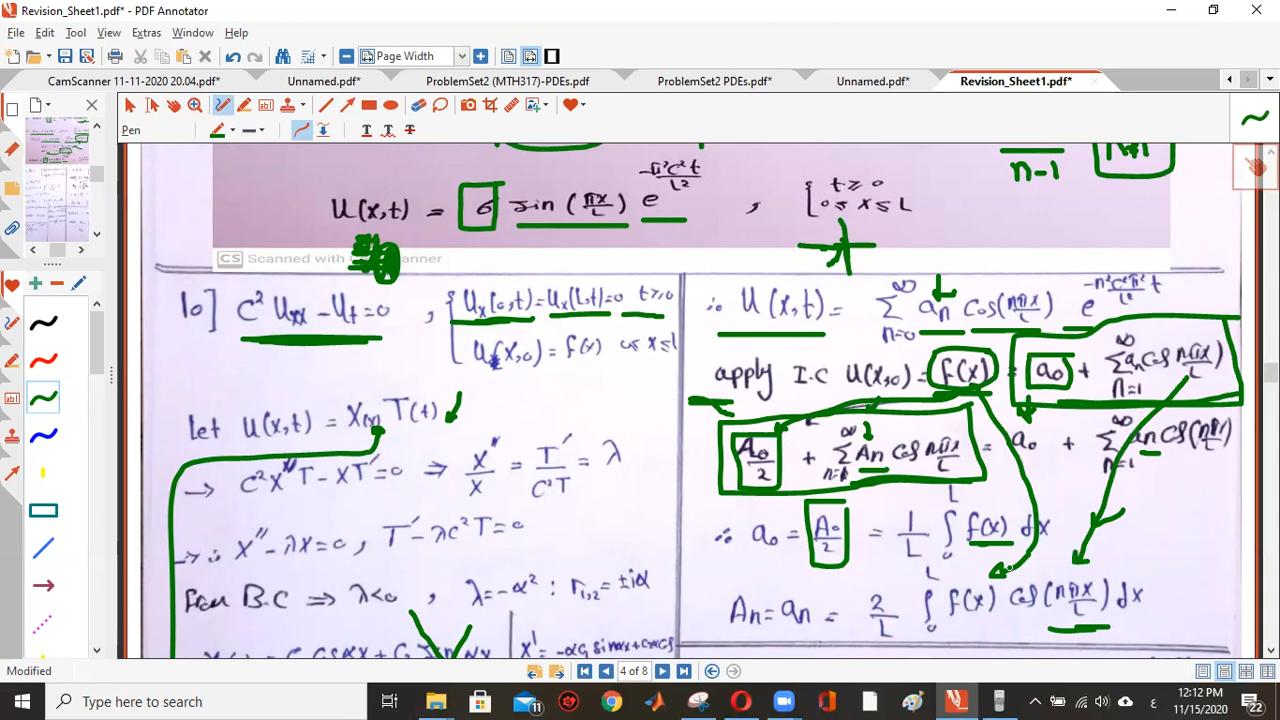 Revision_Sheet1.pdf* - PDF Annotator
File Edit Tool View Extras Window Help
Page Width
CamScanner 11-11-2020 20.04.pdf* Unnamed.pdf* ProblemSet2 (MTH317)-PDEs.pdf ProblemSet2 PDEs.pdf* Unnamed.pdf* Revision_Sheet1.pdf*
Pen
n-1
U(x,t) = 6 sin (πx/L) e^(-π²c²t/L²) , { t ≥ 0
0 ≤ x ≤ L
CS Scanned with
10] C² Uxx - Ut = 0 , { Ux(0,t) = Ux(L,t) = 0 t ≥ 0
U(x,0) = f(x) 0 ≤ x ≤ L
Let U(x,t) = X(x) T(t)
→ C²X''T - XT' = 0 ⇒ X''/X = T'/C²T = λ
→ ∴ X'' - λX = 0 , T' - λC²T = 0
From B.C ⇒ λ<0 , λ = -α² : r1,2 = ±iα
∴ U(x,t) = Σ n=0 ∞ an Cos(nπx/L) e^(-n²c²π²t/L²)
apply I.C U(x,0) = f(x) = a0 + Σ n=1 ∞ an Cos nπx/L
A0/2 + Σ n=1 ∞ An Cos nπx/L = a0 + Σ n=1 ∞ an Cos(nπx/L)
∴ a0 = A0/2 = 1/L ∫ 0 L f(x) dx
An = an = 2/L ∫ 0 L f(x) Cos(nπx/L) dx
Modified 4 of 8
Type here to search
11
12:12 PM
11/15/2020
22